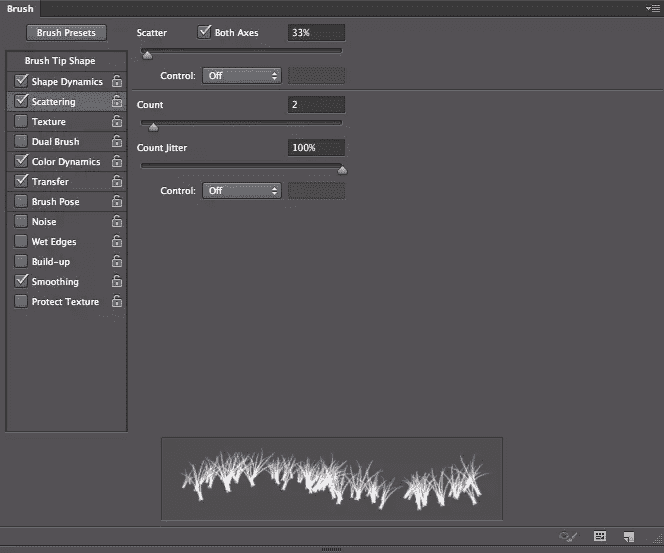 Brush
Brush Presets
Scatter Both Axes 33%
Brush Tip Shape
Shape Dynamics
Control: Off
Scattering
Count 2
Texture
Dual Brush
Count Jitter 100%
Color Dynamics
Transfer
Control: Off
Brush Pose
Noise
Wet Edges
Build-up
Smoothing
Protect Texture